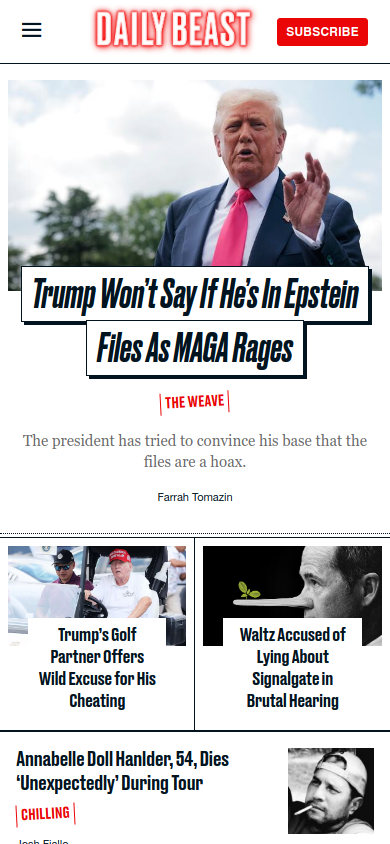 DAILY BEAST
SUBSCRIBE
Trump Won't Say If He's In Epstein
Files As MAGA Rages
THE WEAVE
The president has tried to convince his base that the
files are a hoax.
Farrah Tomazin
Trump's Golf
Partner Offers
Wild Excuse for His
Cheating
Waltz Accused of
Lying About
Signalgate in
Brutal Hearing
Annabelle Doll Hanlder, 54, Dies
‘Unexpectedly’ During Tour
CHILLING
Josh Fiallo